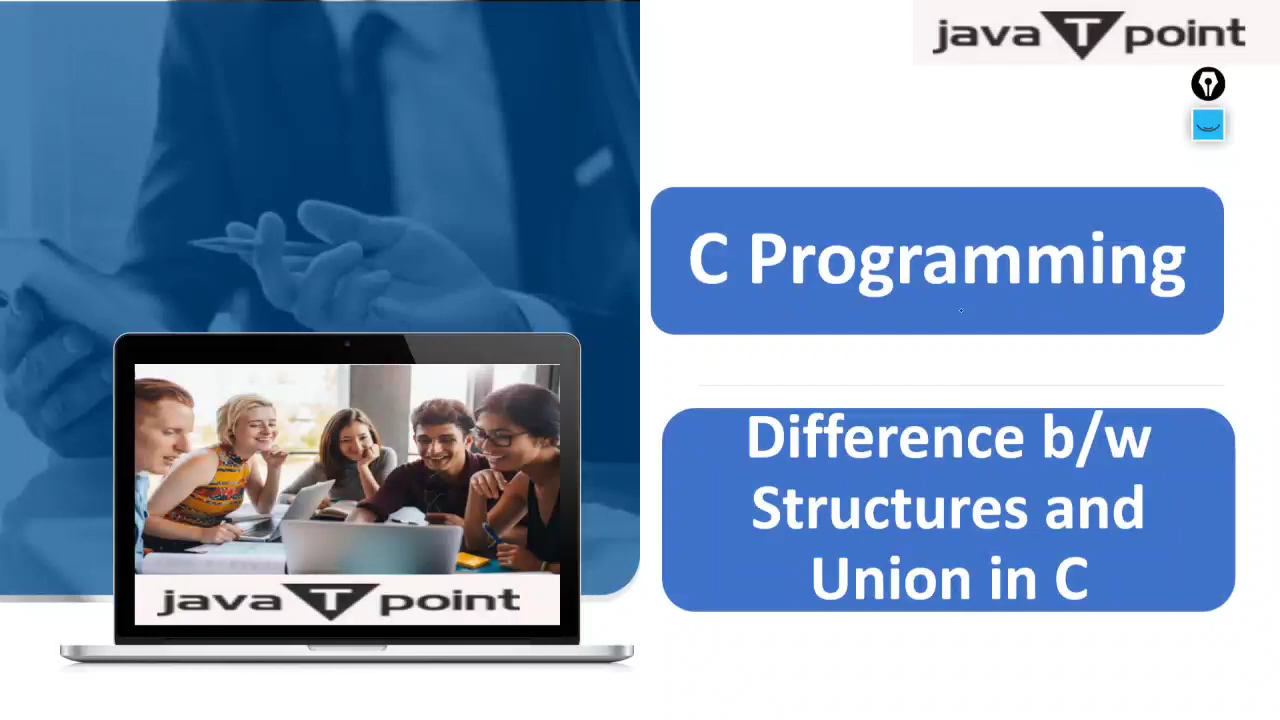 java T point
C Programming
Difference b/w
Structures and
Union in C
java T point